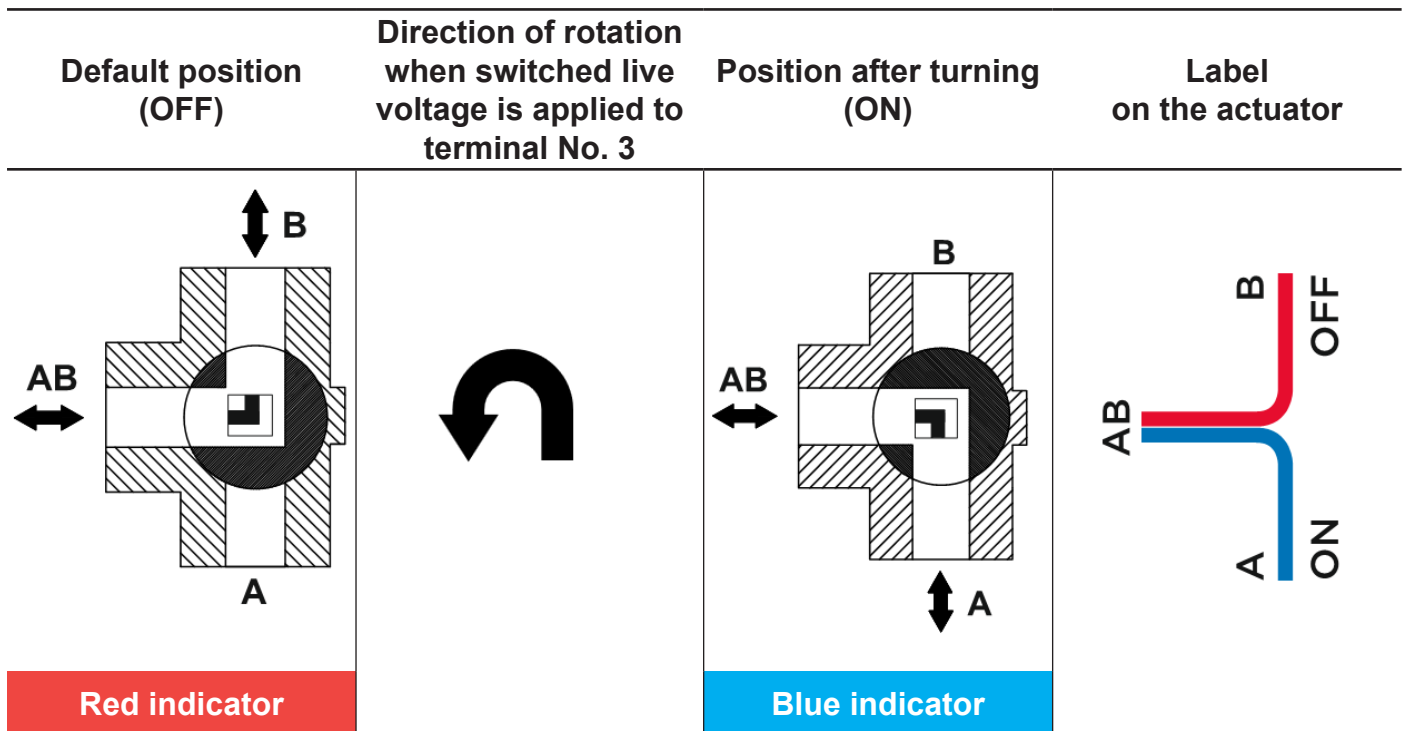 Default position
(OFF)
Direction of rotation
when switched live
voltage is applied to
terminal No. 3
Position after turning
(ON)
Label
on the actuator
B
AB
A
Red indicator
B
AB
A
Blue indicator
B
OFF
AB
A
ON